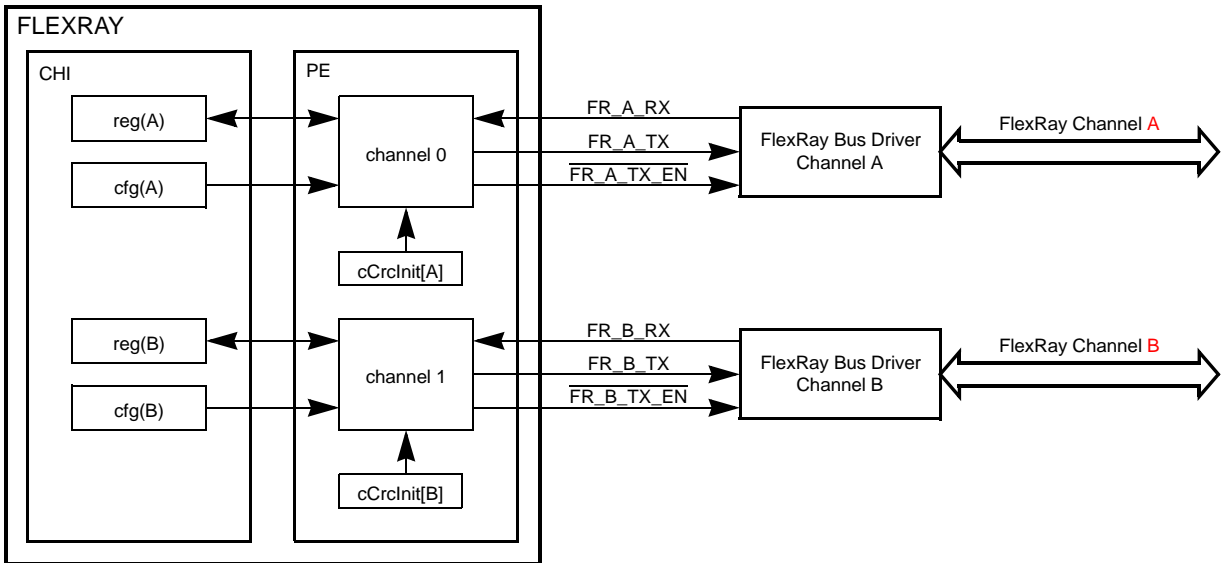 FLEXRAY
CHI
PE
reg(A)
cfg(A)
channel 0
cCrcInit[A]
FR_A_RX
FR_A_TX
FR_A_TX_EN
FlexRay Bus Driver
Channel A
FlexRay Channel A
reg(B)
cfg(B)
channel 1
cCrcInit[B]
FR_B_RX
FR_B_TX
FR_B_TX_EN
FlexRay Bus Driver
Channel B
FlexRay Channel B